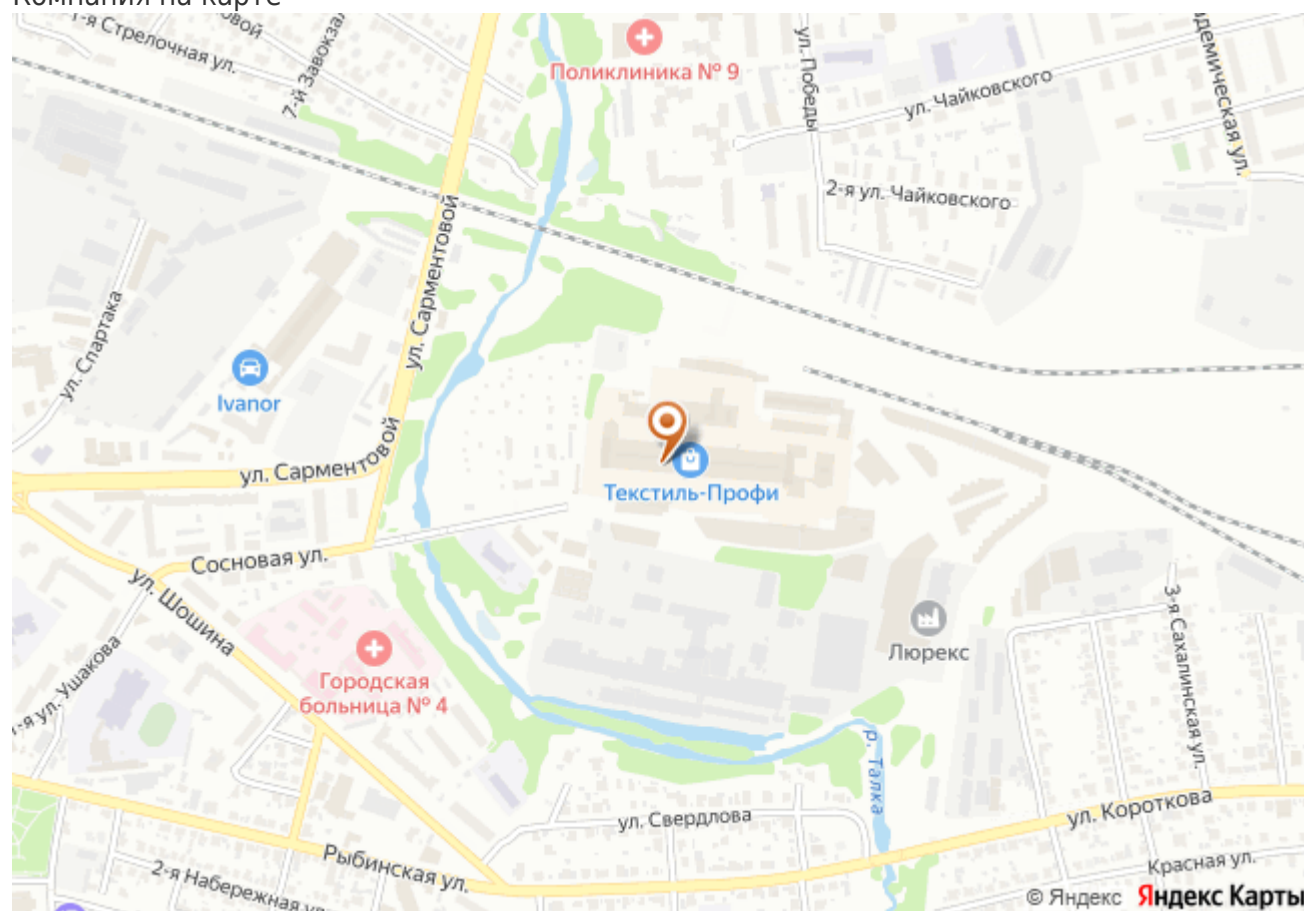 Компания на карте
1-я Стрелочная ул.
7-й Завокза
Поликлиника № 9
ул. Победы
ул. Чайковского
2-я ул. Чайковского
ул. Сарментовой
ул. Спартака
Ivanor
ул. Сарментовой
Текстиль-Профи
Сосновая ул.
ул. Шошина
Люрекс
3-я Сахалинская ул.
Городская
больница № 4
-я ул. Ушакова
р. Талка
ул. Свердлова
ул. Короткова
Рыбинская ул.
2-я Набережная ул.
Красная ул.
© Яндекс Яндекс Карты